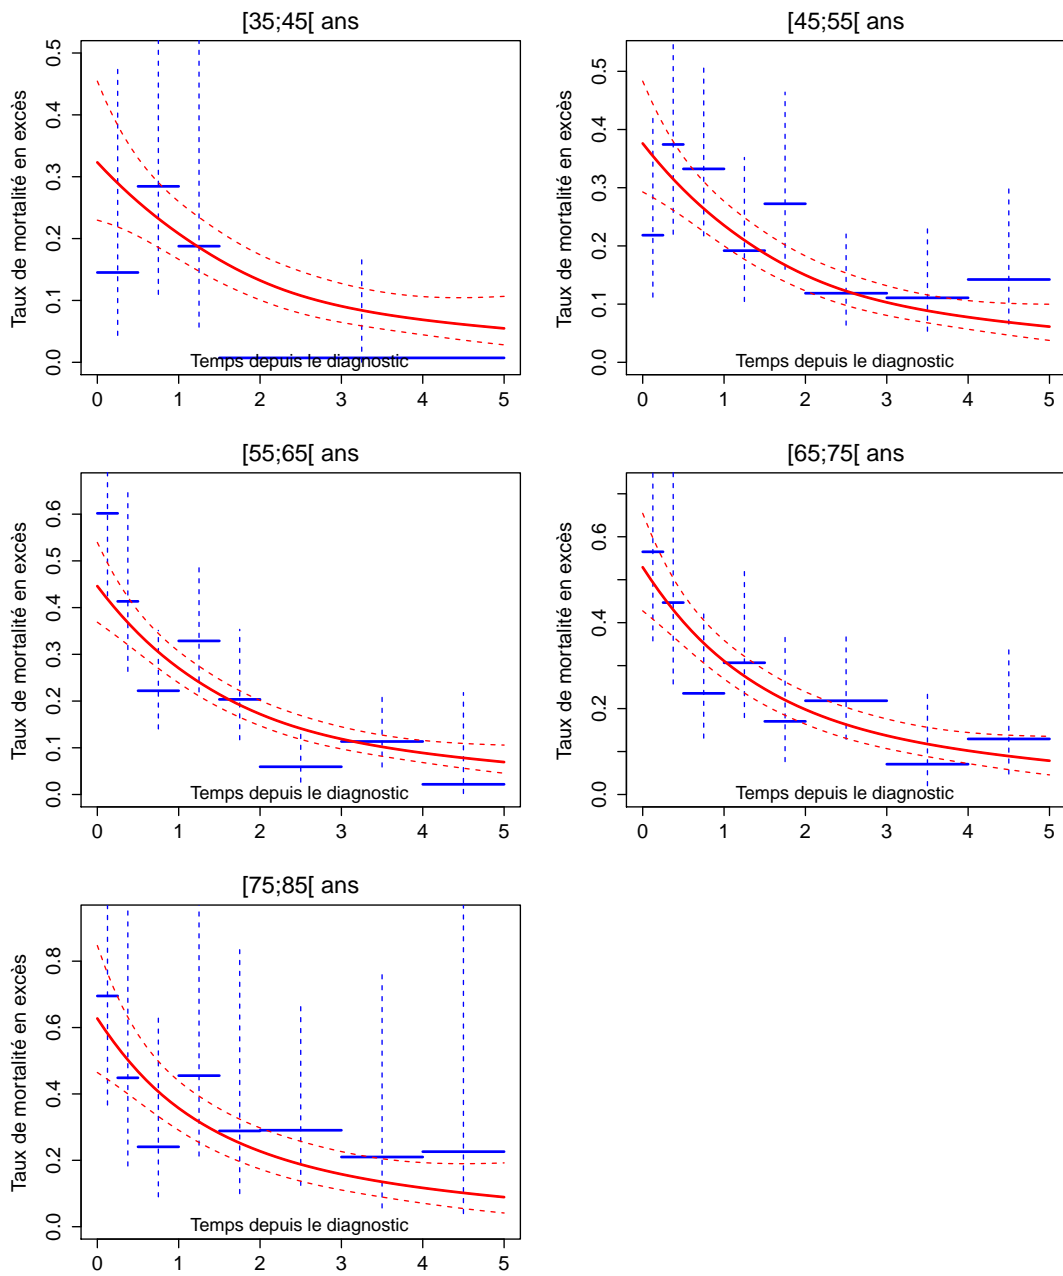 [35;45[ ans
Taux de mortalité en excès
0.0 0.1 0.2 0.3 0.4 0.5
Temps depuis le diagnostic
0 1 2 3 4 5
[45;55[ ans
Taux de mortalité en excès
0.0 0.1 0.2 0.3 0.4 0.5
Temps depuis le diagnostic
0 1 2 3 4 5
[55;65[ ans
Taux de mortalité en excès
0.0 0.1 0.2 0.3 0.4 0.5 0.6
Temps depuis le diagnostic
0 1 2 3 4 5
[65;75[ ans
Taux de mortalité en excès
0.0 0.2 0.4 0.6
Temps depuis le diagnostic
0 1 2 3 4 5
[75;85[ ans
Taux de mortalité en excès
0.0 0.2 0.4 0.6 0.8
Temps depuis le diagnostic
0 1 2 3 4 5